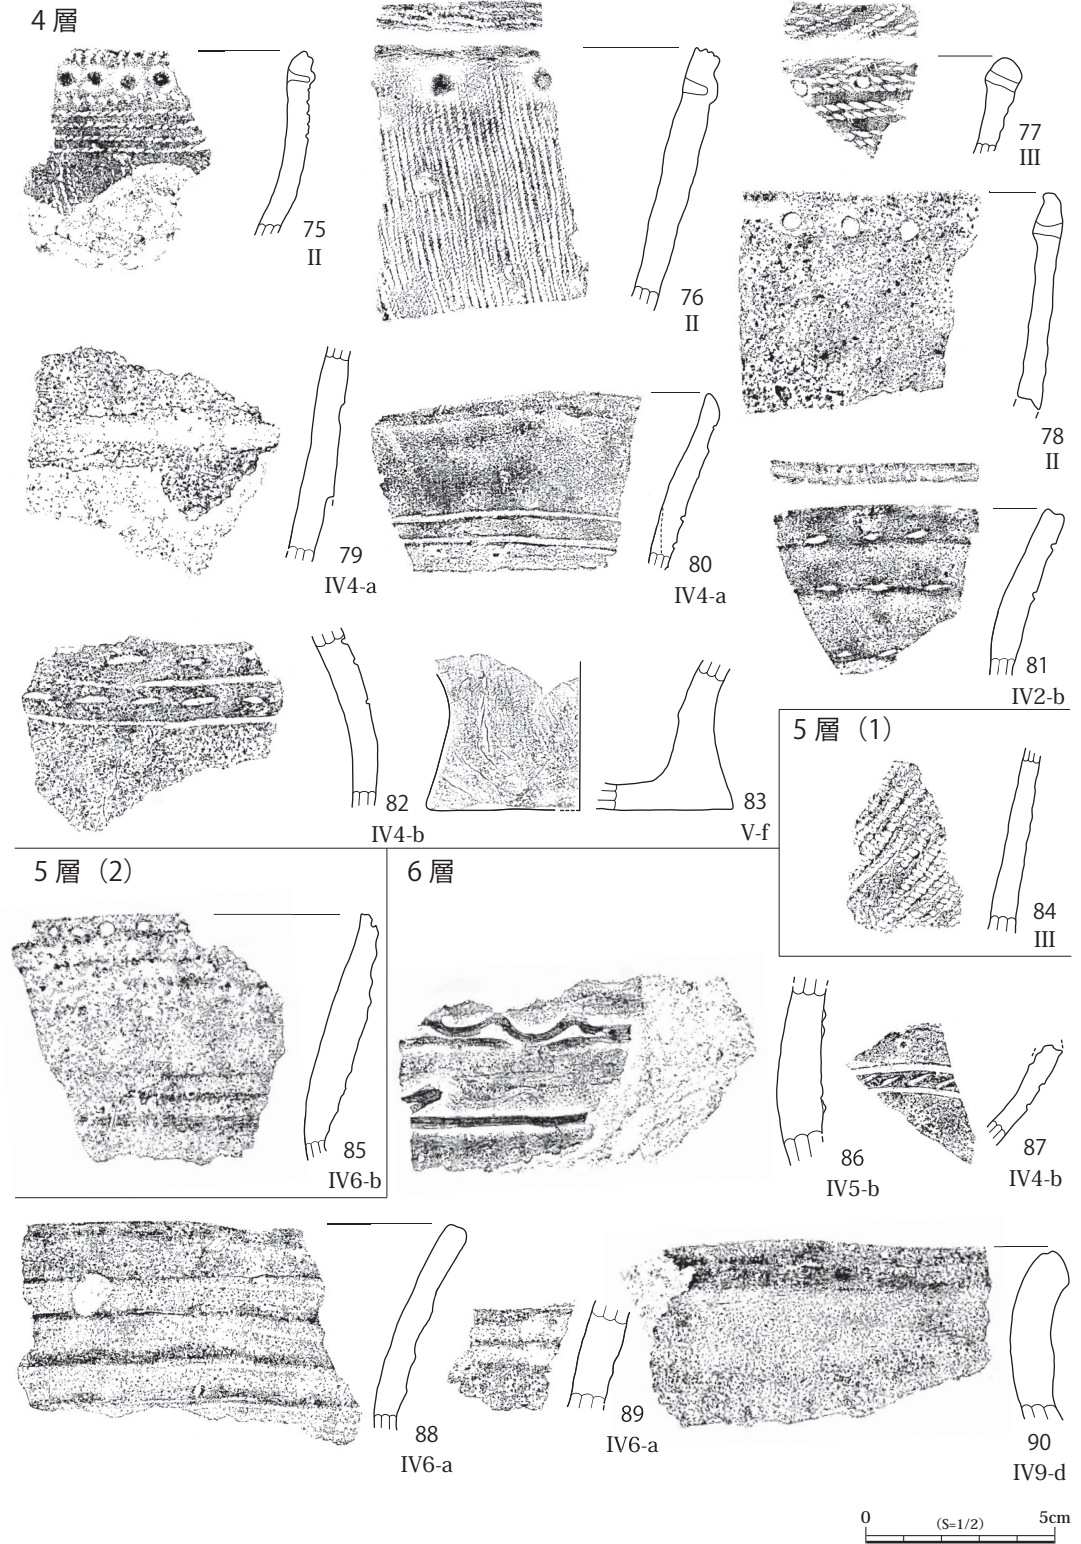 4 層
75
II
76
II
77
III
78
II
79
IV4-a
80
IV4-a
81
IV2-b
82
IV4-b
83
V-f
5 層（1）
84
III
5 層（2）
85
IV6-b
6 層
86
IV5-b
87
IV4-b
88
IV6-a
89
IV6-a
90
IV9-d
0 (S=1/2) 5cm